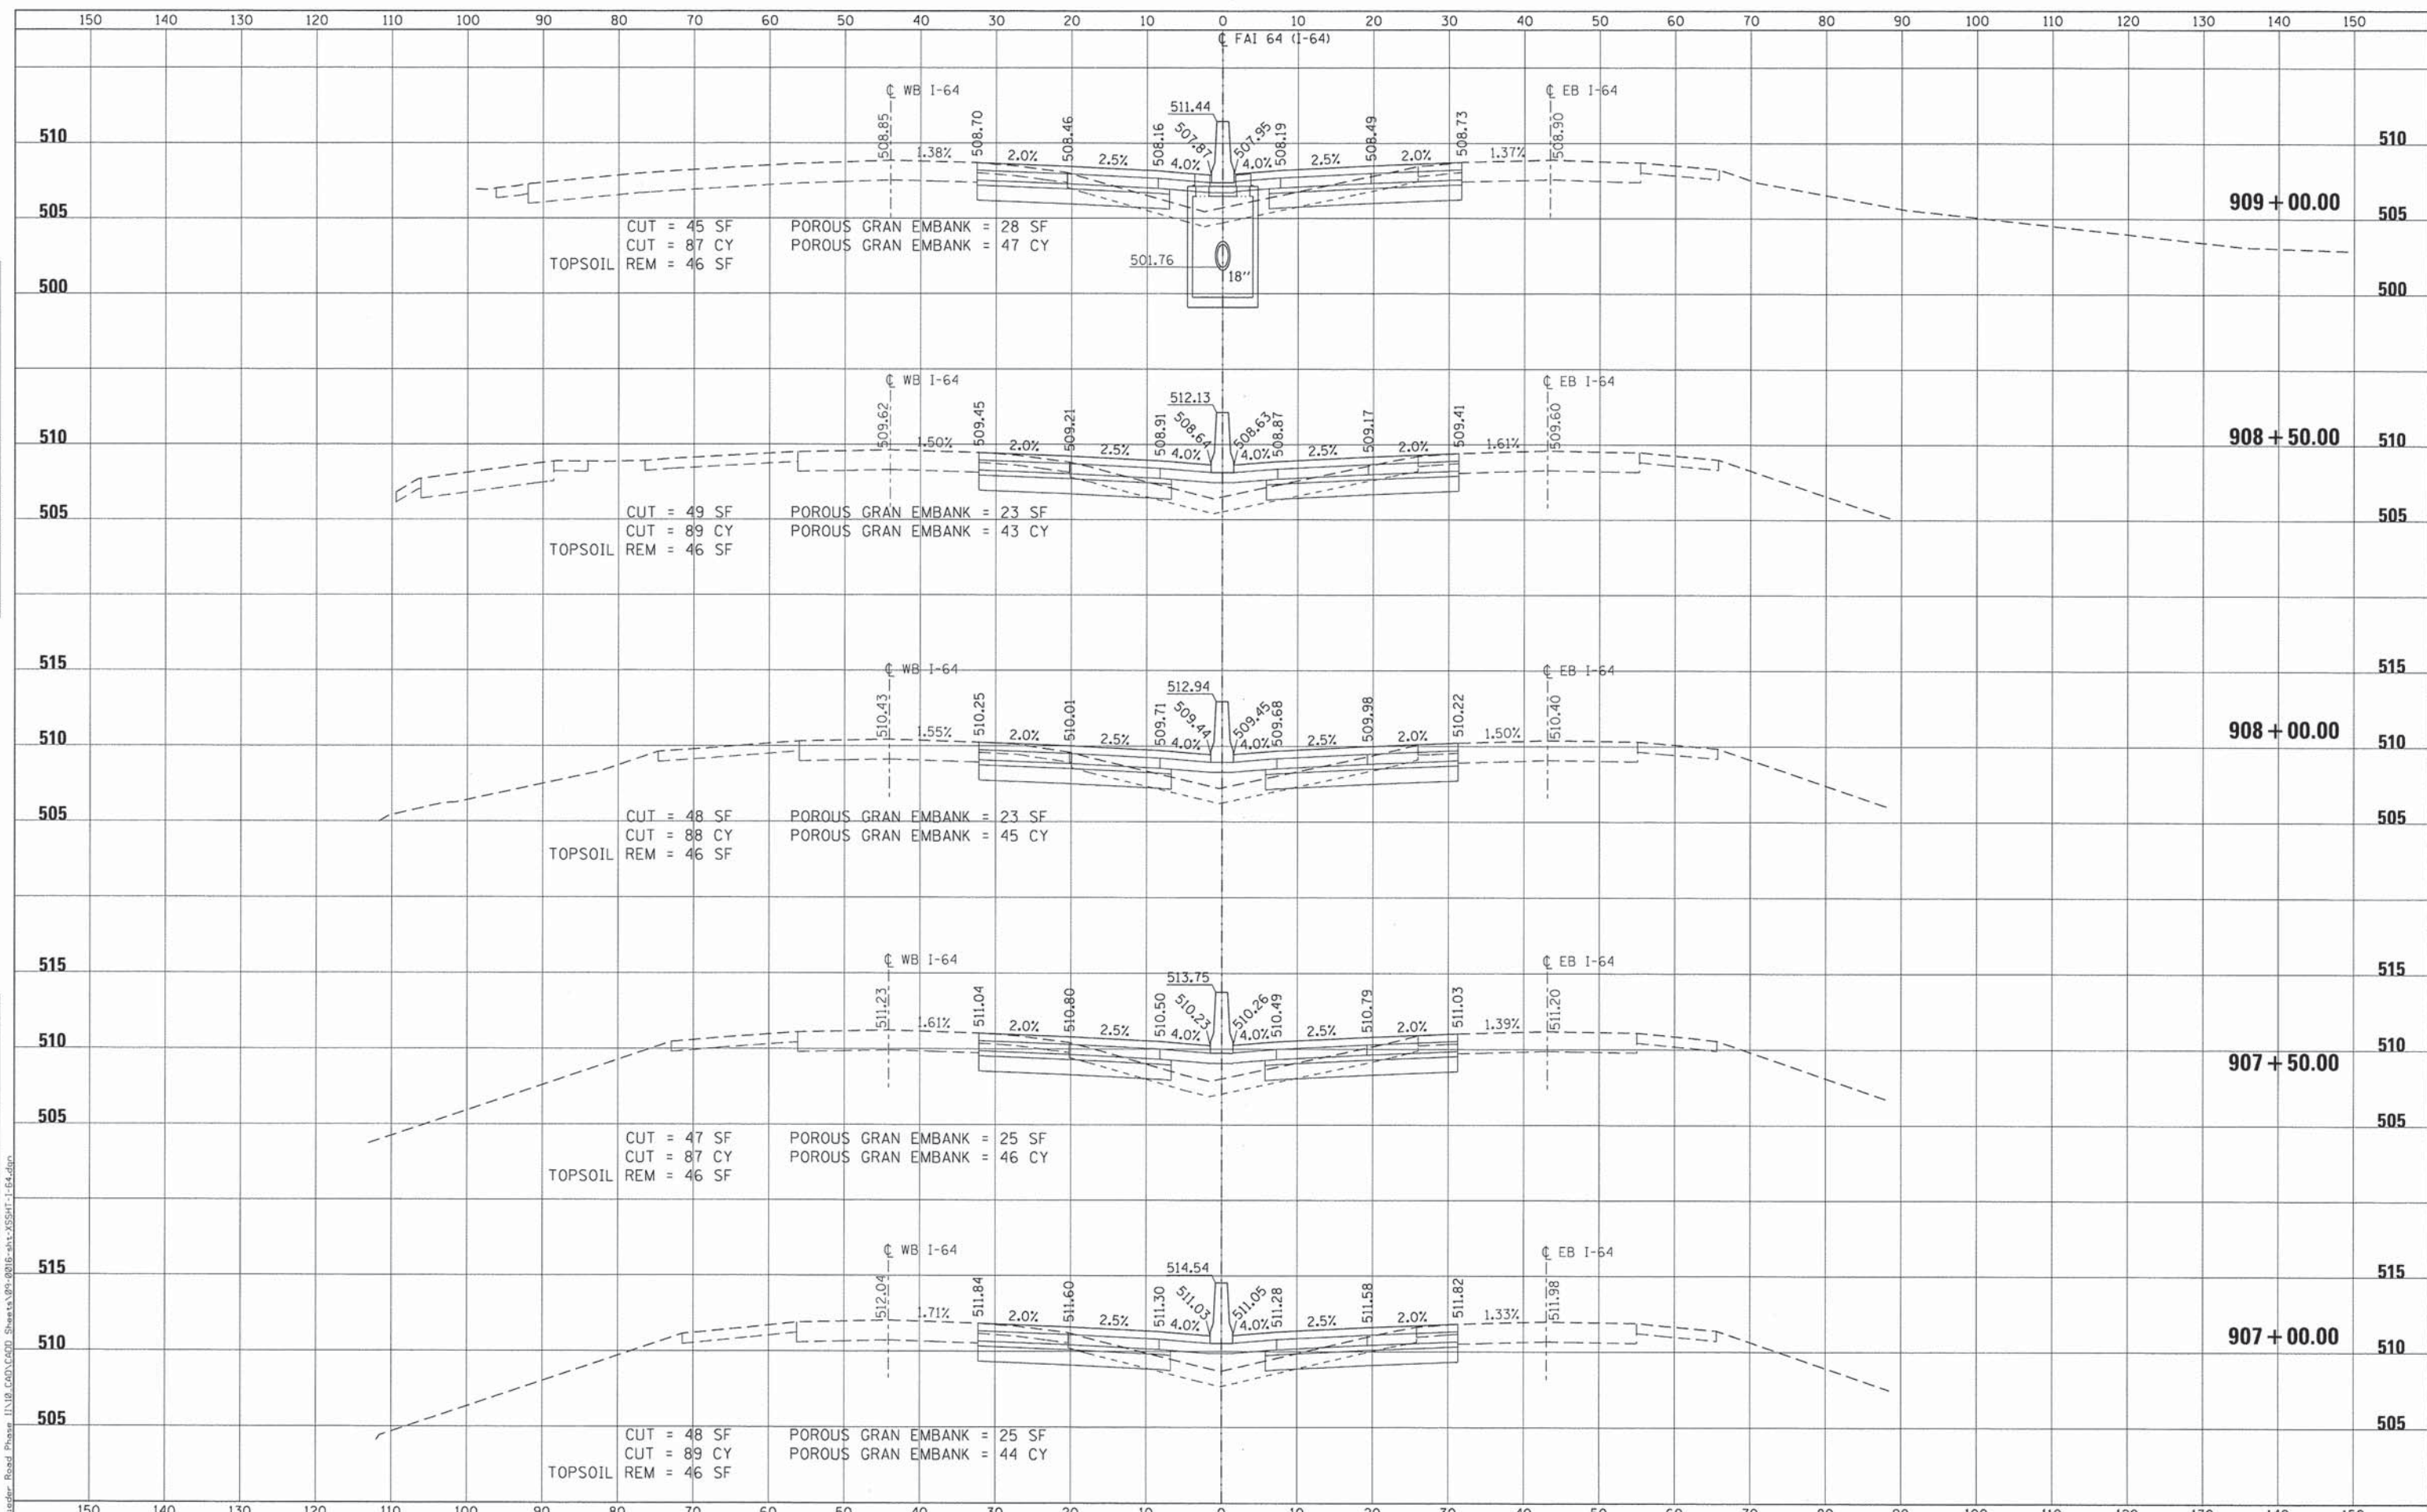 150 140 130 120 110 100 90 80 70 60 50 40 30 20 10 0 10 20 30 40 50 60 70 80 90 100 110 120 130 140 150
℄ FAI 64 (I-64)
℄ WB I-64
℄ EB I-64
511.44
508.85 508.70 508.46 508.16 507.87 507.95 508.19 508.49 508.73 508.90
510 510
1.38% 2.0% 2.5% 4.0% 4.0% 2.5% 2.0% 1.37%
909+00.00
505 505
CUT = 45 SF POROUS GRAN EMBANK = 28 SF
CUT = 87 CY POROUS GRAN EMBANK = 47 CY
TOPSOIL REM = 46 SF
501.76
18"
500 500
℄ WB I-64
℄ EB I-64
512.13
509.62 509.45 509.21 508.91 508.64 508.63 508.87 509.17 509.41 509.60
908+50.00
510 510
1.50% 2.0% 2.5% 4.0% 4.0% 2.5% 2.0% 1.61%
505 505
CUT = 49 SF POROUS GRAN EMBANK = 23 SF
CUT = 89 CY POROUS GRAN EMBANK = 43 CY
TOPSOIL REM = 46 SF
515 515
℄ WB I-64
℄ EB I-64
512.94
510.43 510.25 510.01 509.71 509.44 509.45 509.68 509.98 510.22 510.40
908+00.00
510 510
1.55% 2.0% 2.5% 4.0% 4.0% 2.5% 2.0% 1.50%
505 505
CUT = 48 SF POROUS GRAN EMBANK = 23 SF
CUT = 88 CY POROUS GRAN EMBANK = 45 CY
TOPSOIL REM = 46 SF
515 515
℄ WB I-64
℄ EB I-64
513.75
511.23 511.04 510.80 510.50 510.23 510.26 510.49 510.79 511.03 511.20
1.61% 2.0% 2.5% 4.0% 4.0% 2.5% 2.0% 1.39%
510 510
907+50.00
505 505
CUT = 47 SF POROUS GRAN EMBANK = 25 SF
CUT = 87 CY POROUS GRAN EMBANK = 46 CY
TOPSOIL REM = 46 SF
℄ WB I-64
℄ EB I-64
515 515
514.54
512.04 511.84 511.60 511.30 511.03 511.05 511.28 511.58 511.82 511.98
1.71% 2.0% 2.5% 4.0% 4.0% 2.5% 2.0% 1.33%
907+00.00
510 510
505 505
CUT = 48 SF POROUS GRAN EMBANK = 25 SF
CUT = 89 CY POROUS GRAN EMBANK = 44 CY
TOPSOIL REM = 46 SF
150 140 130 120 110 100 90 80 70 60 50 40 30 20 10 0 10 20 30 40 50 60 70 80 90 100 110 120 130 140 150
Road Phase II\10.CAD\CADD Sheets\09-0016-sht-XSSHT-I-64.dgn